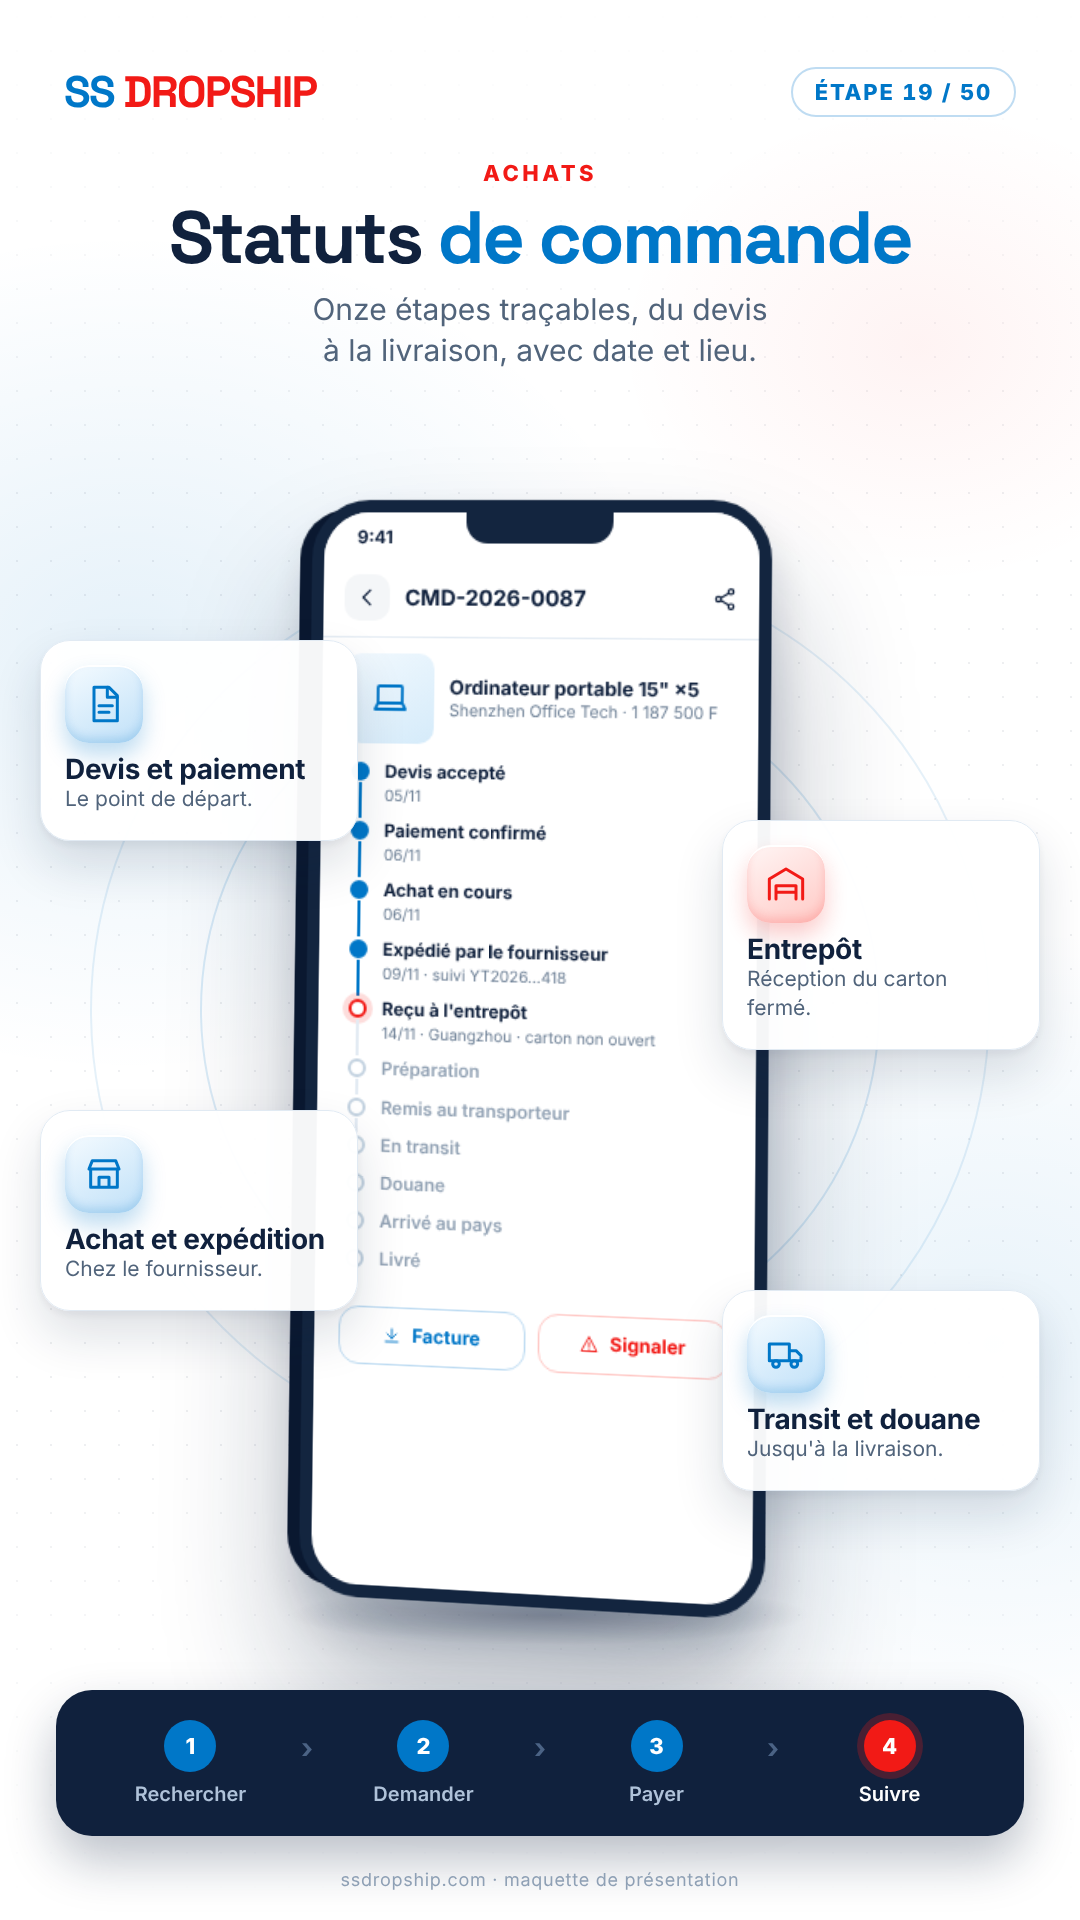 SS DROPSHIP
ÉTAPE 19 / 50
ACHATS
Statuts de commande
Onze étapes traçables, du devis
à la livraison, avec date et lieu.
9:41
CMD-2026-0087
Ordinateur portable 15" ×5
Shenzhen Office Tech · 1 187 500 F
Devis et paiement
Le point de départ.
Devis accepté
05/11
Paiement confirmé
06/11
Achat en cours
06/11
Expédié par le fournisseur
09/11 · suivi YT2026...418
Reçu à l'entrepôt
14/11 · Guangzhou · carton non ouvert
Entrepôt
Réception du carton
fermé.
Préparation
Remis au transporteur
En transit
Douane
Arrivé au pays
Livré
Achat et expédition
Chez le fournisseur.
Facture
Signaler
Transit et douane
Jusqu'à la livraison.
1 › 2 › 3 › 4
Rechercher Demander Payer Suivre
ssdropship.com · maquette de présentation